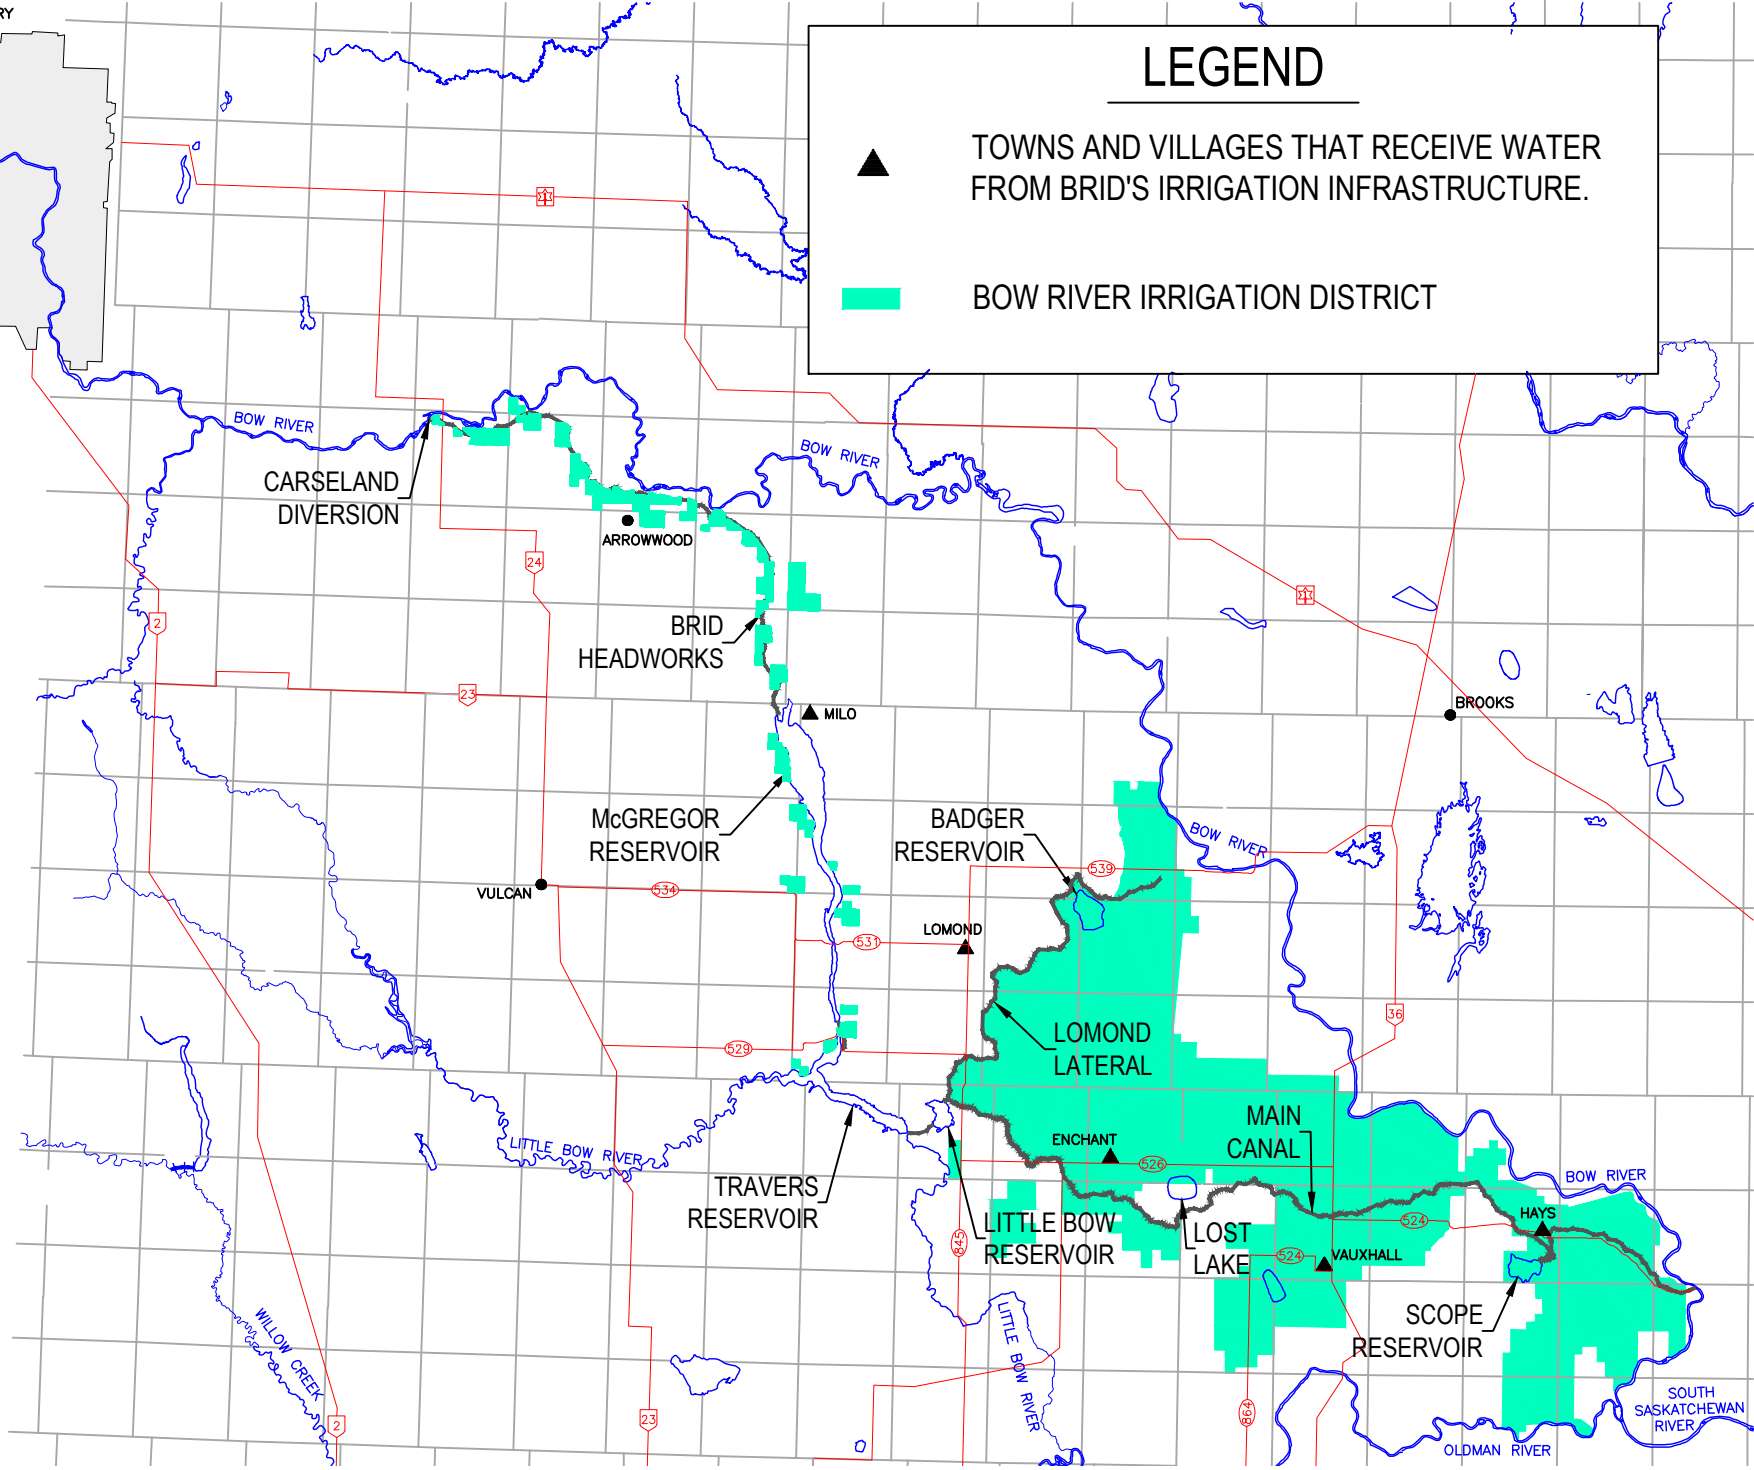 RY
LEGEND
TOWNS AND VILLAGES THAT RECEIVE WATER
FROM BRID'S IRRIGATION INFRASTRUCTURE.
BOW RIVER IRRIGATION DISTRICT
1
BOW RIVER
BOW RIVER
CARSELAND
DIVERSION
ARROWWOOD
24
1
2
BRID
HEADWORKS
23
MILO
BROOKS
McGREGOR
RESERVOIR
BADGER
RESERVOIR
BOW RIVER
539
VULCAN
534
LOMOND
531
36
LOMOND
LATERAL
529
MAIN
CANAL
ENCHANT
526
LITTLE BOW RIVER
TRAVERS
RESERVOIR
BOW RIVER
LITTLE BOW
RESERVOIR
LOST
LAKE
HAYS
524
845
524
VAUXHALL
SCOPE
RESERVOIR
WILLOW CREEK
LITTLE BOW RIVER
2
23
864
SOUTH
SASKATCHEWAN
RIVER
OLDMAN RIVER